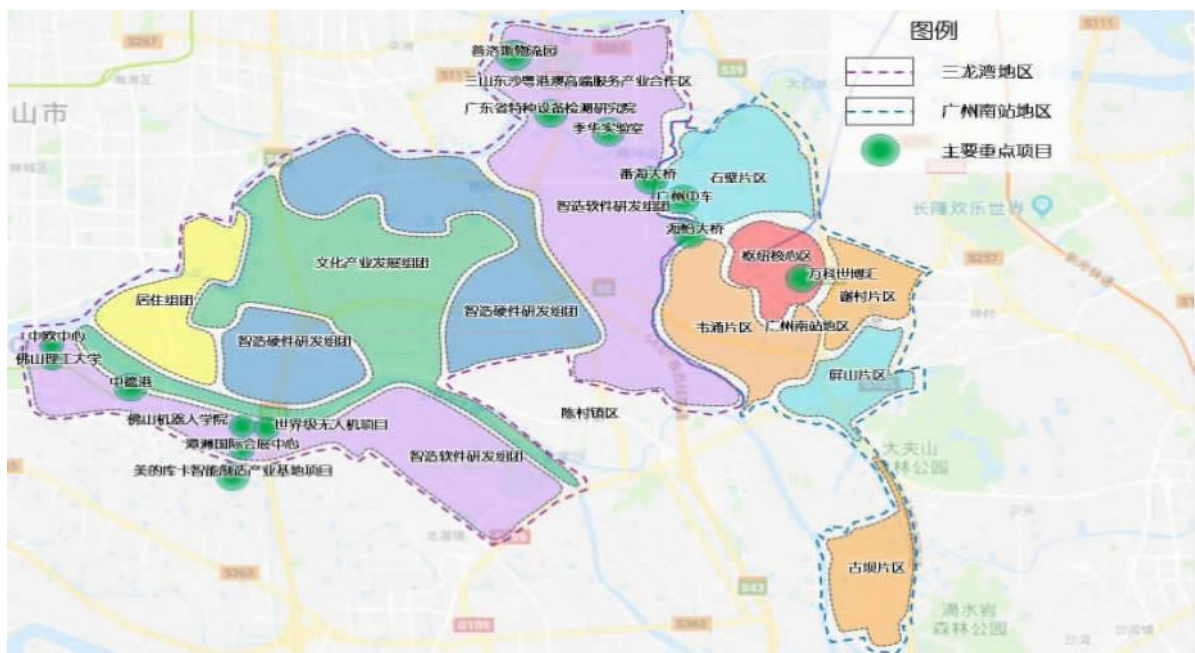 图例
三龙湾地区
广州南站地区
主要重点项目
S267
S111
普洛斯物流园
S267
三山东沙粤港澳高端服务产业合作区
广东省特种设备检测研究院
季华实验室
山市
番海大桥
广州中车
石壁片区
智造软件研发组团
长隆欢乐世界
海怡大桥
枢纽核心区
文化产业发展组团
万科世博汇
S257
谢村片区
居住组团
智造硬件研发组团
韦涌片区
广州南站地区
中欧中心
智造硬件研发组团
佛山理工大学
屏山片区
中德港
陈村镇区
佛山机器人学院
世界级无人机项目
潭洲国际会展中心
大夫山
森林公园
智造软件研发组团
美的库卡智能制造产业基地项目
古坝片区
S363
S43
G105
S365
滴水岩
森林公园